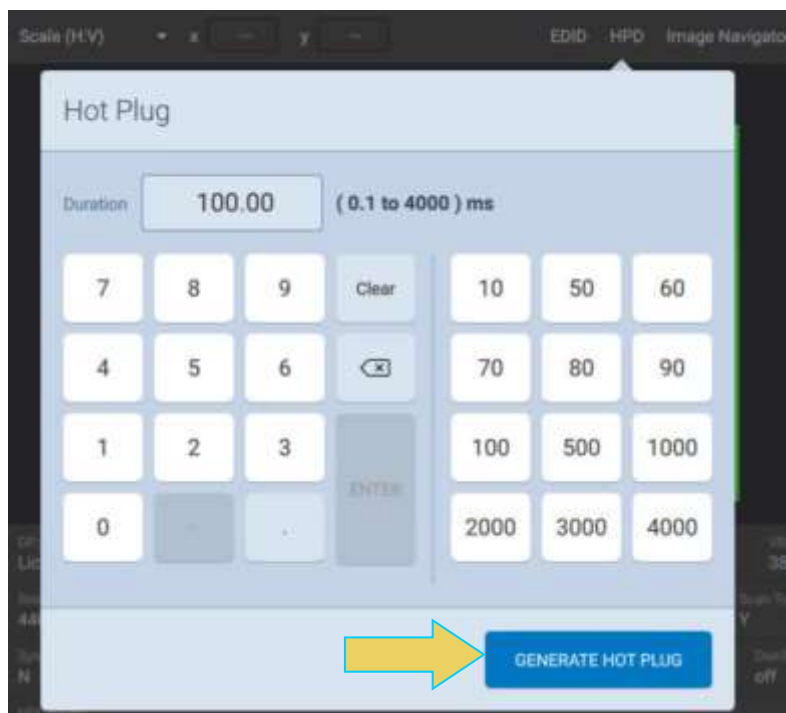 Scale (H:V) x -- y -- EDID HPD Image Navigato
Hot Plug
Duration 100.00 ( 0.1 to 4000 ) ms
7 8 9 Clear 10 50 60
4 5 6 70 80 90
1 2 3 100 500 1000
ENTER
0 - . 2000 3000 4000
38
Y
GENERATE HOT PLUG
N off